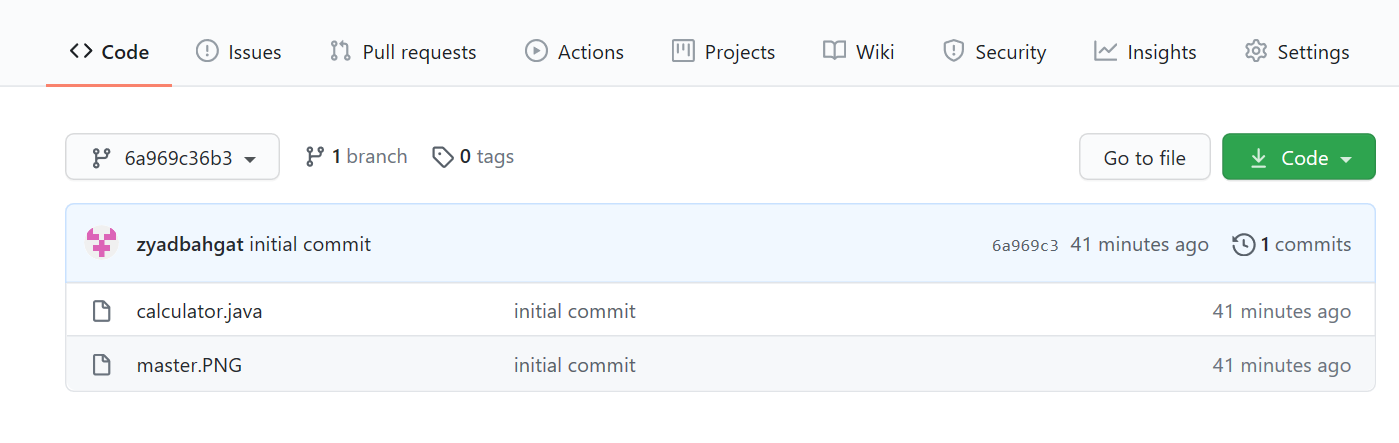 Code Issues Pull requests Actions Projects Wiki Security Insights Settings
6a969c36b3 1 branch 0 tags Go to file Code
zyadbahgat initial commit 6a969c3 41 minutes ago 1 commits
calculator.java initial commit 41 minutes ago
master.PNG initial commit 41 minutes ago